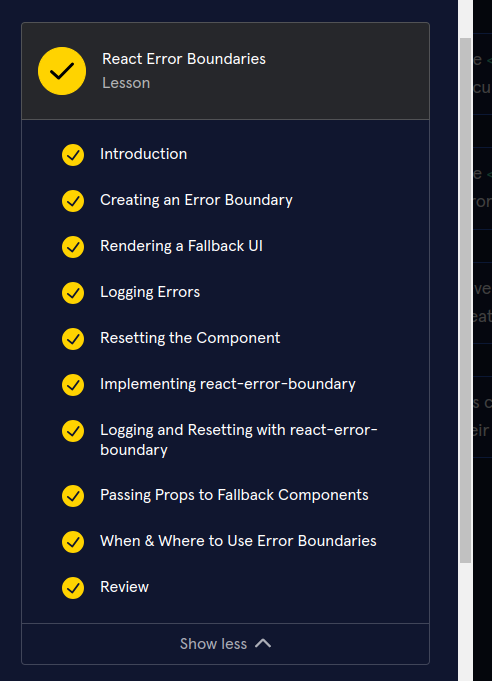 React Error Boundaries
Lesson
Introduction
Creating an Error Boundary
Rendering a Fallback UI
Logging Errors
Resetting the Component
Implementing react-error-boundary
Logging and Resetting with react-error-
boundary
Passing Props to Fallback Components
When & Where to Use Error Boundaries
Review
Show less